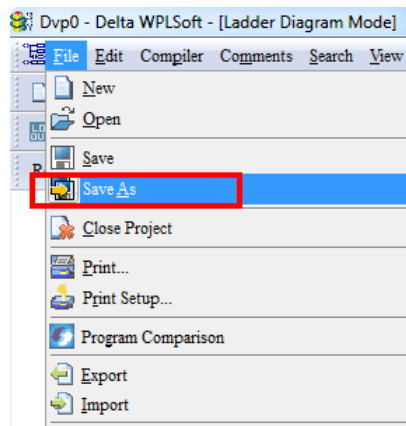 Dvp0 - Delta WPLSoft - [Ladder Diagram Mode]
File Edit Compiler Comments Search View
New
Open
Save
Save As
Close Project
Print...
Print Setup...
Program Comparison
Export
Import